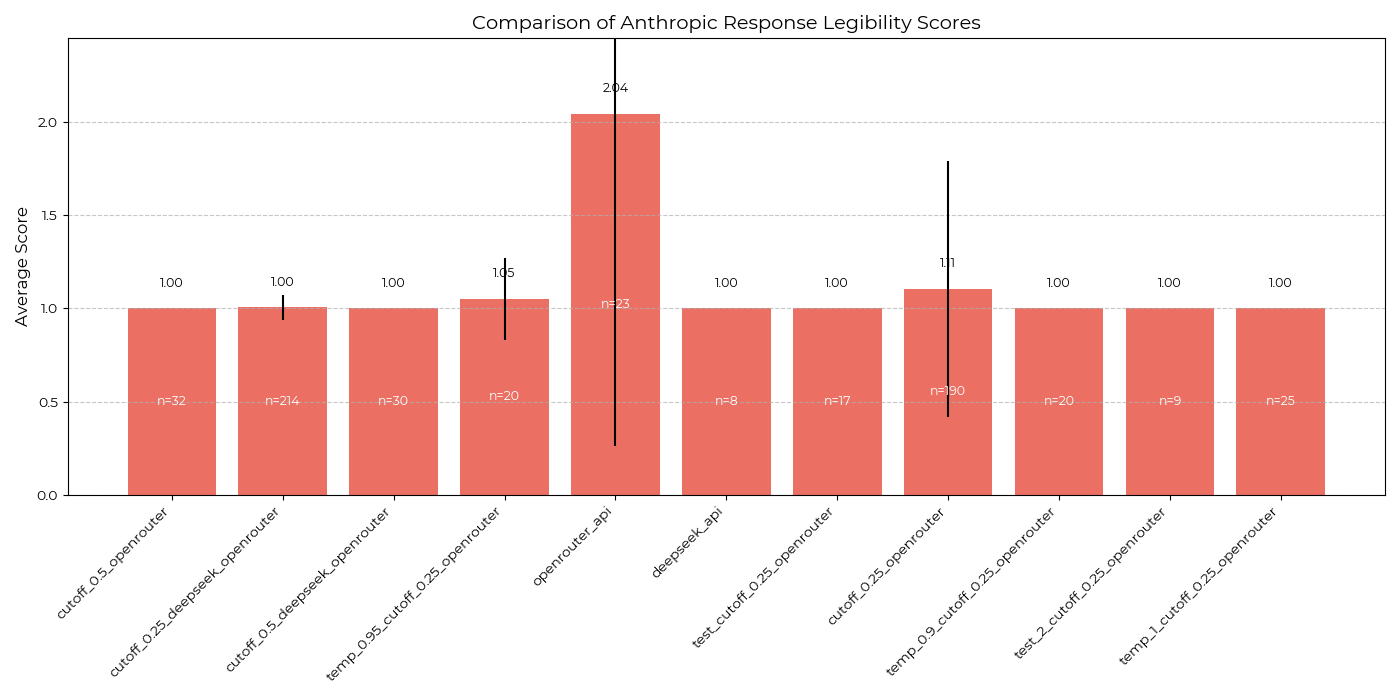 Comparison of Anthropic Response Legibility Scores
Average Score
2.0
1.5
1.0
0.5
0.0
1.00
1.00
1.00
1.05
2.04
1.00
1.00
1.11
1.00
1.00
1.00
n=32
n=214
n=30
n=20
n=23
n=8
n=17
n=190
n=20
n=9
n=25
cutoff_0.5_openrouter
cutoff_0.25_deepseek_openrouter
cutoff_0.5_deepseek_openrouter
temp_0.95_cutoff_0.25_openrouter
openrouter_api
deepseek_api
test_cutoff_0.25_openrouter
cutoff_0.25_openrouter
temp_0.9_cutoff_0.25_openrouter
test_2_cutoff_0.25_openrouter
temp_1_cutoff_0.25_openrouter